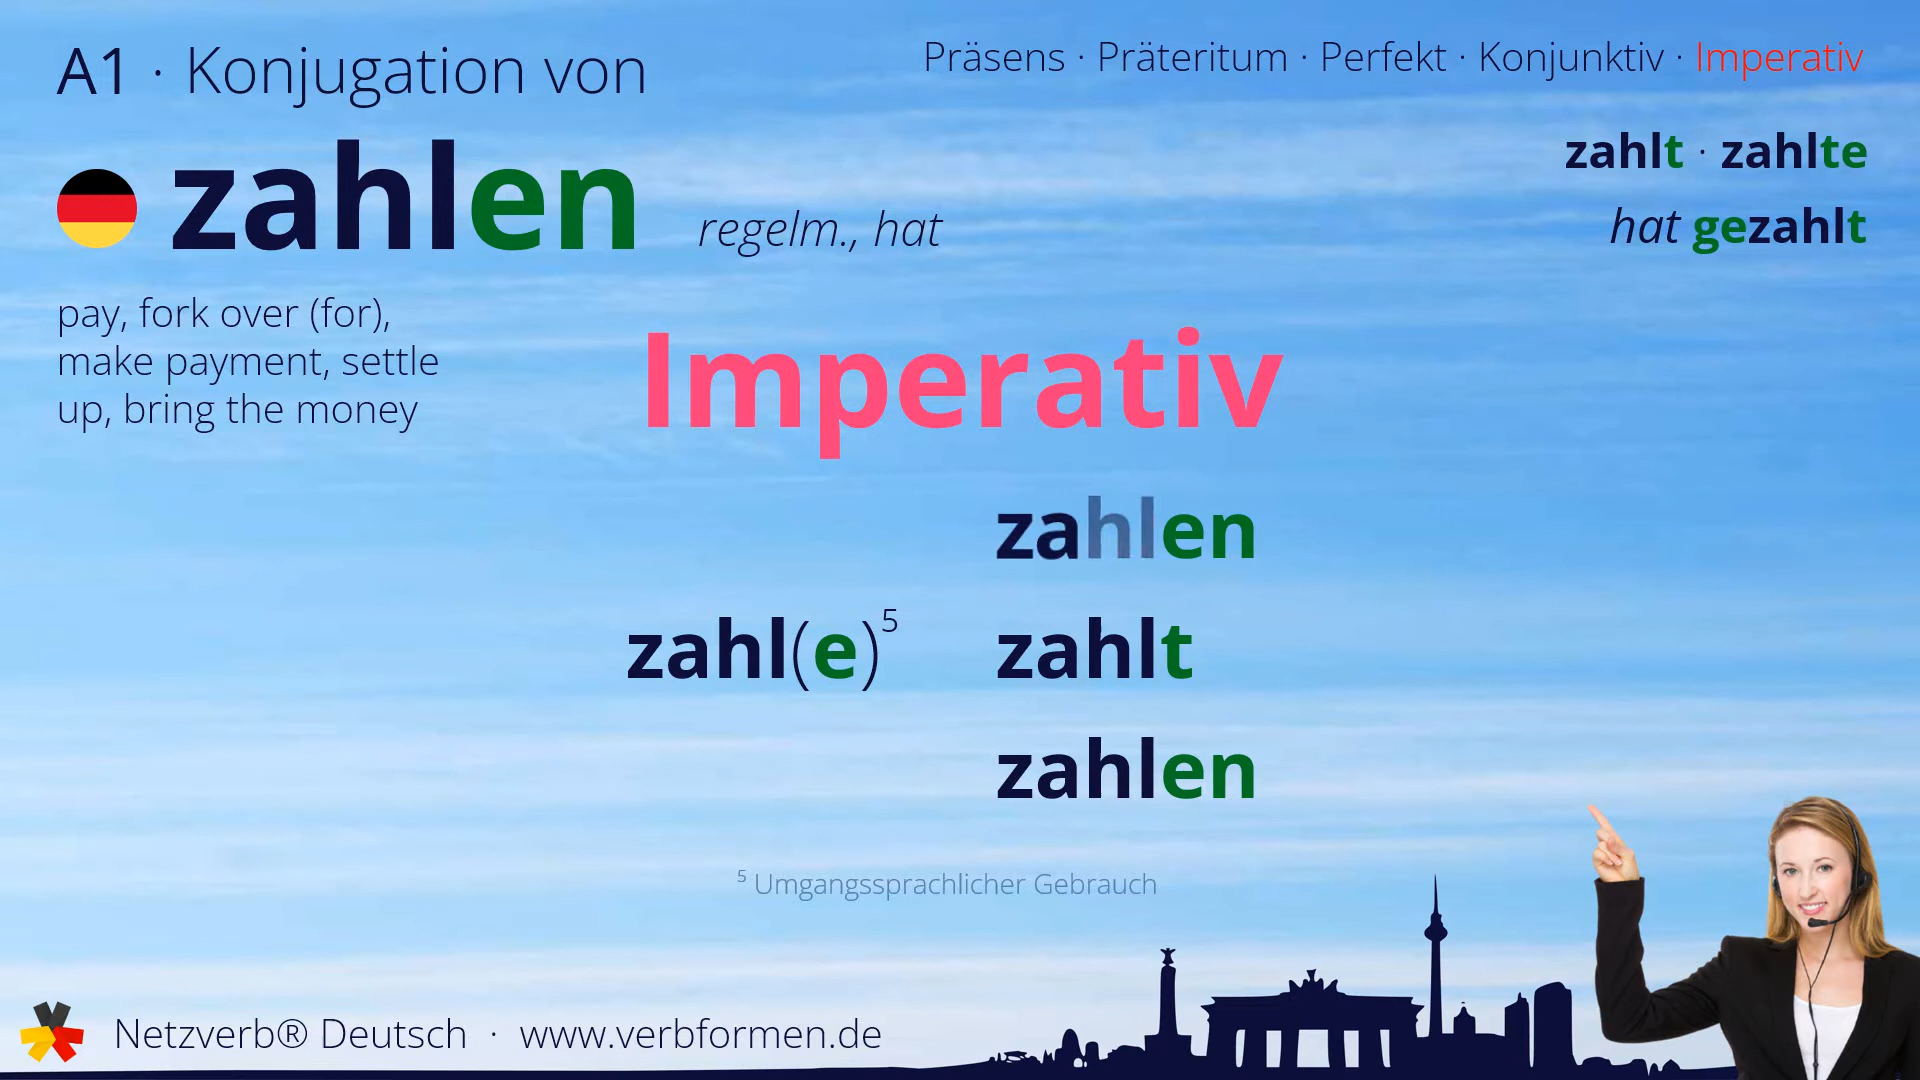 A1 · Konjugation von
Präsens · Präteritum · Perfekt · Konjunktiv · Imperativ
zahlen regelm., hat
zahlt · zahlte
hat gezahlt
pay, fork over (for),
make payment, settle
up, bring the money
Imperativ
zahlen
zahl(e)⁵ zahlt
zahlen
⁵ Umgangssprachlicher Gebrauch
Netzverb® Deutsch · www.verbformen.de